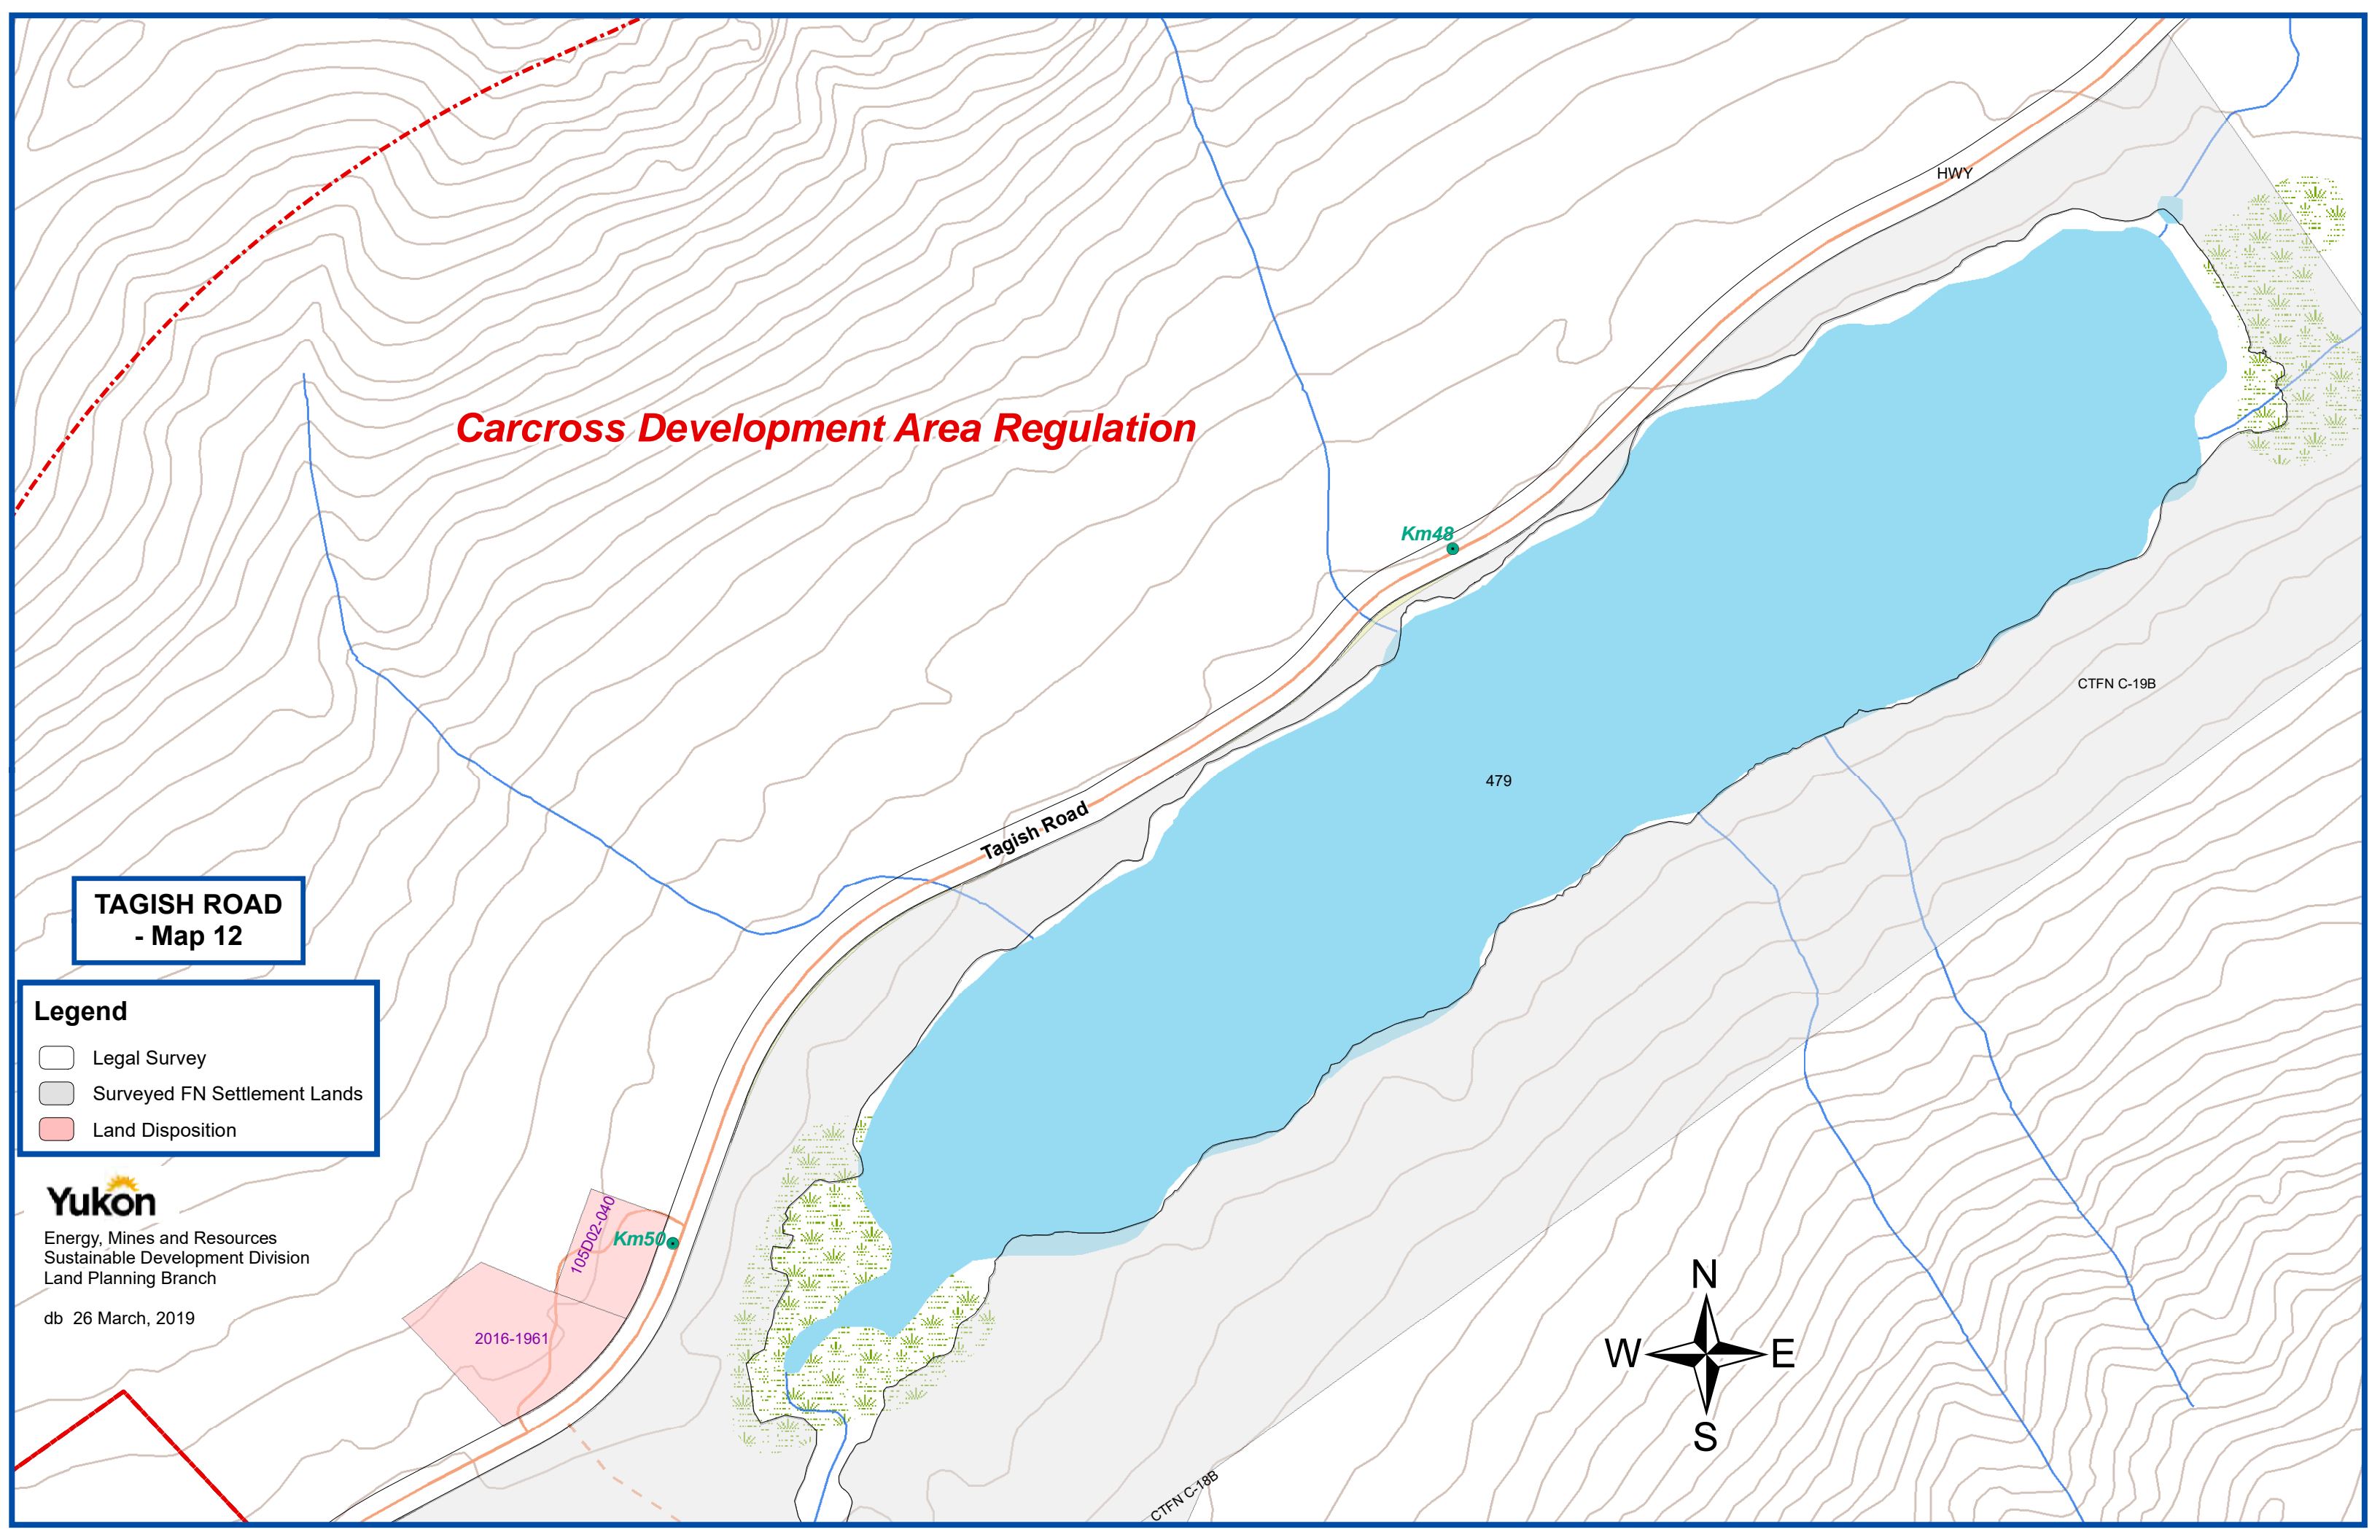 HWY
Carcross Development Area Regulation
Km48
CTFN C-19B
479
Tagish Road
TAGISH ROAD
- Map 12
Legend
Legal Survey
Surveyed FN Settlement Lands
Land Disposition
Yukon
Energy, Mines and Resources
Sustainable Development Division
Land Planning Branch
db 26 March, 2019
105D02-040
Km50
2016-1961
N
W
E
S
CTFN C-18B